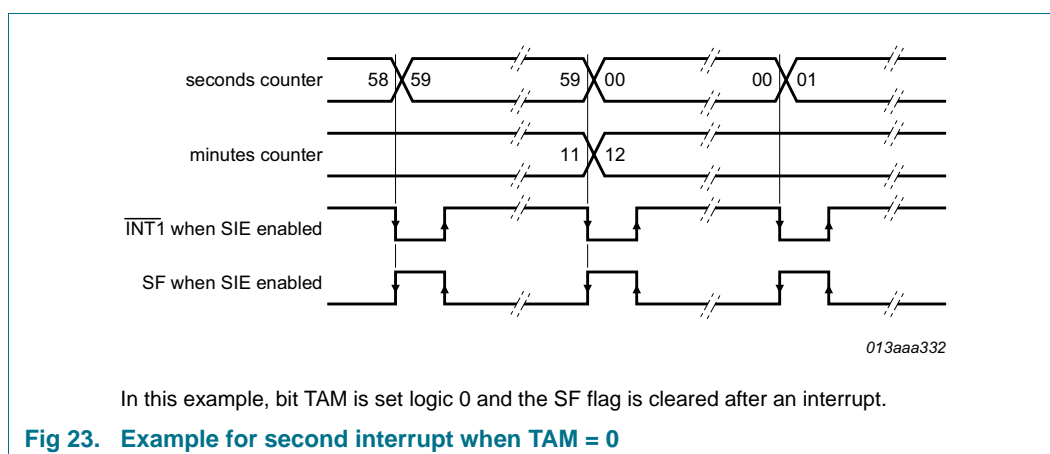 seconds counter 58 59 59 00 00 01
minutes counter 11 12
INT1 when SIE enabled
SF when SIE enabled
013aaa332
In this example, bit TAM is set logic 0 and the SF flag is cleared after an interrupt.
Fig 23. Example for second interrupt when TAM = 0